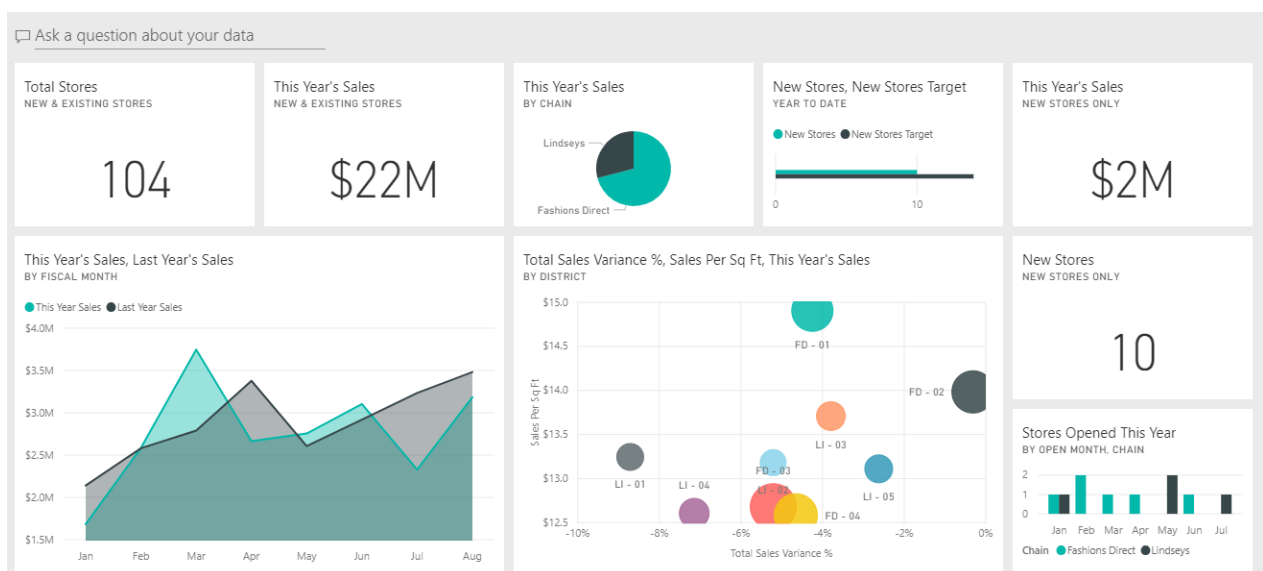 Ask a question about your data
Total Stores
NEW & EXISTING STORES
104
This Year's Sales
NEW & EXISTING STORES
$22M
This Year's Sales
BY CHAIN
Lindseys
Fashions Direct
New Stores, New Stores Target
YEAR TO DATE
New Stores New Stores Target
0 10
This Year's Sales
NEW STORES ONLY
$2M
This Year's Sales, Last Year's Sales
BY FISCAL MONTH
This Year Sales Last Year Sales
$4.0M
$3.5M
$3.0M
$2.5M
$2.0M
$1.5M
Jan Feb Mar Apr May Jun Jul Aug
Total Sales Variance %, Sales Per Sq Ft, This Year's Sales
BY DISTRICT
Sales Per Sq Ft
$15.0
$14.5
$14.0
$13.5
$13.0
$12.5
FD - 01
FD - 02
LI - 03
FD - 03
LI - 01 LI - 04 LI - 02 LI - 05
FD - 04
-10% -8% -6% -4% -2% 0%
Total Sales Variance %
New Stores
NEW STORES ONLY
10
Stores Opened This Year
BY OPEN MONTH, CHAIN
2
1
0
Jan Feb Mar Apr May Jun Jul
Chain Fashions Direct Lindseys